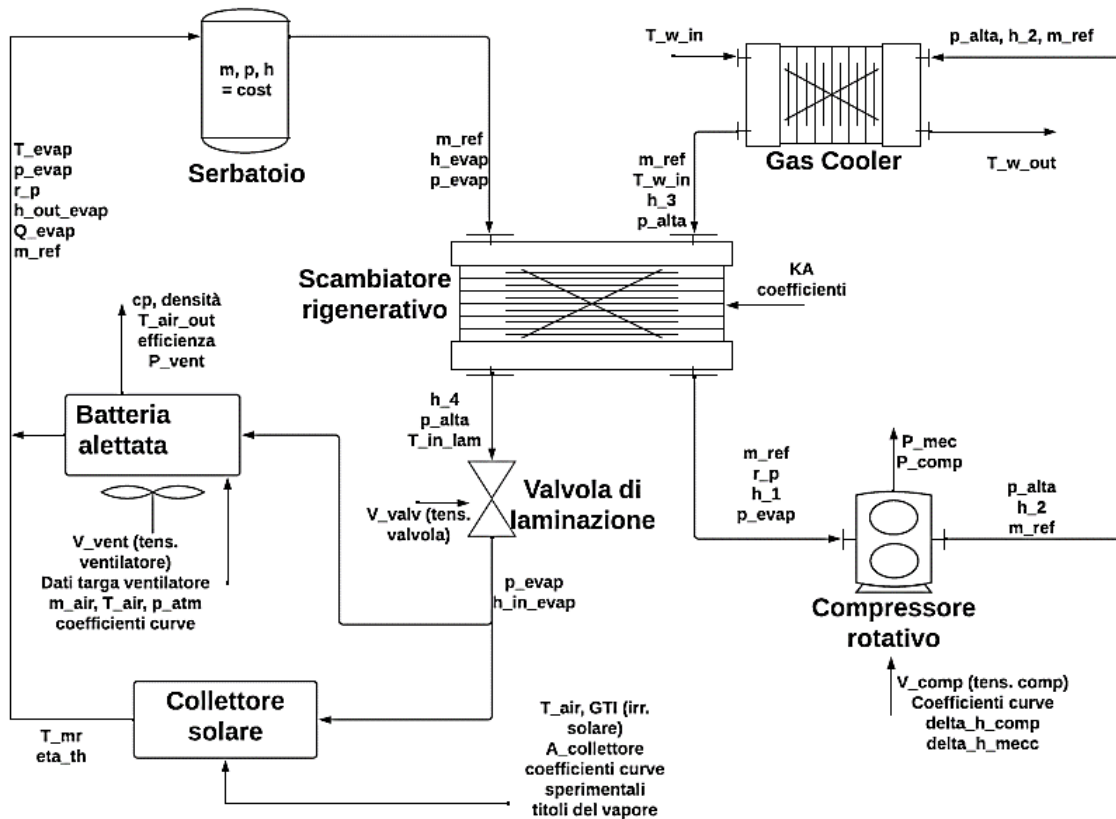 m, p, h
= cost
Serbatoio
T_w_in
p_alta, h_2, m_ref
Gas Cooler
T_w_out
T_evap
p_evap
r_p
h_out_evap
Q_evap
m_ref
m_ref
h_evap
p_evap
m_ref
T_w_in
h_3
p_alta
Scambiatore
rigenerativo
KA
coefficienti
cp, densità
T_air_out
efficienza
P_vent
Batteria
alettata
h_4
p_alta
T_in_lam
V_valv (tens.
valvola)
Valvola di
laminazione
m_ref
r_p
h_1
p_evap
P_mec
P_comp
p_alta
h_2
m_ref
Compressore
rotativo
V_comp (tens. comp)
Coefficienti curve
delta_h_comp
delta_h_mecc
V_vent (tens.
ventilatore)
Dati targa ventilatore
m_air, T_air, p_atm
coefficienti curve
p_evap
h_in_evap
Collettore
solare
T_mr
eta_th
T_air, GTI (irr.
solare)
A_collettore
coefficienti curve
sperimentali
titoli del vapore